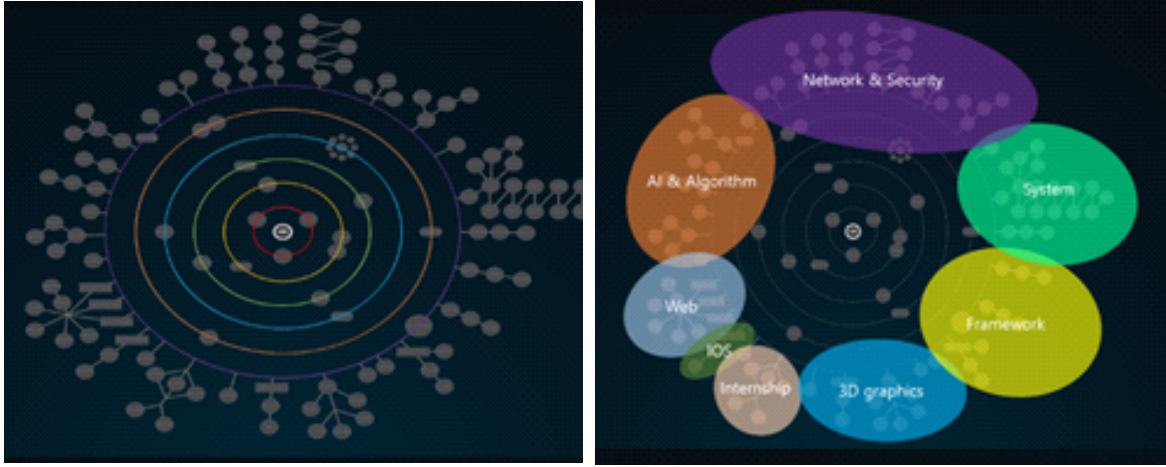 Network & Security
AI & Algorithm
System
Web
Framework
IOS
Internship
3D graphics